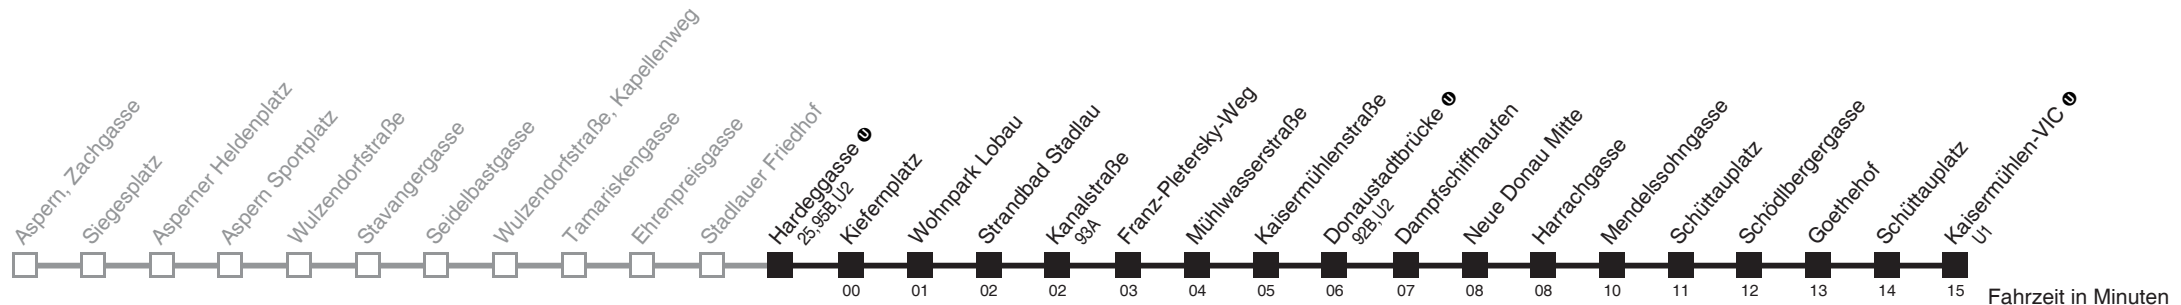 Aspern, Zachgasse
Siegesplatz
Asperner Heldenplatz
Aspern Sportplatz
Wulzendorfstraße
Stavangergasse
Seidelbastgasse
Wulzendorfstraße, Kapellenweg
Tamariskengasse
Ehrenpreisgasse
Stadlauer Friedhof
Hardeggasse U
25,95B,U2
Kiefernplatz
Wohnpark Lobau
Strandbad Stadlau
Kanalstraße
93A
Franz-Pletersky-Weg
Mühlwasserstraße
Kaisermühlenstraße
Donaustadtbrücke U
92B,U2
Dampfschiffhaufen
Neue Donau Mitte
Harrachgasse
Mendelssohngasse
Schüttauplatz
Schödlbergergasse
Goethehof
Schüttauplatz
Kaisermühlen-VIC U
U1
00 01 02 02 03 04 05 06 07 08 08 10 11 12 13 14 15 Fahrzeit in Minuten